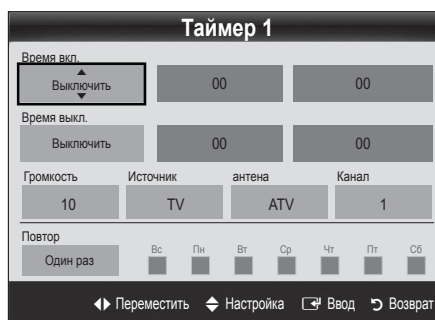 Таймер 1
Время вкл.
Выключить 00 00
Время выкл.
Выключить 00 00
Громкость Источник антена Канал
10 TV ATV 1
Повтор
Вс Пн Вт Ср Чт Пт Сб
Один раз
Переместить Настройка Ввод Возврат